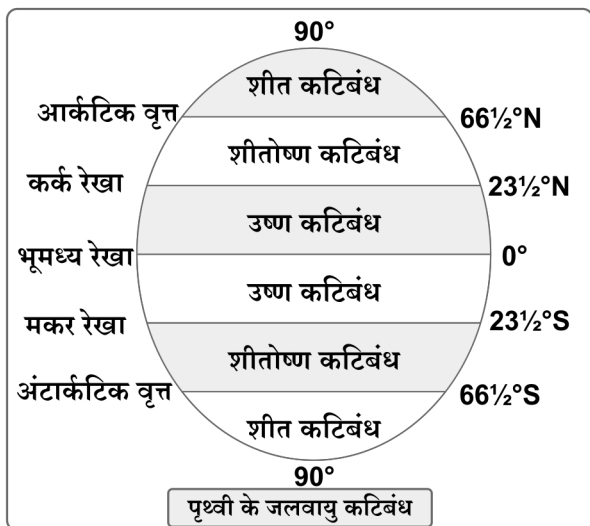 90°
शीत कटिबंध
आर्कटिक वृत्त
66½°N
शीतोष्ण कटिबंध
कर्क रेखा
23½°N
उष्ण कटिबंध
भूमध्य रेखा
0°
उष्ण कटिबंध
मकर रेखा
23½°S
शीतोष्ण कटिबंध
अंटार्कटिक वृत्त
66½°S
शीत कटिबंध
90°
पृथ्वी के जलवायु कटिबंध